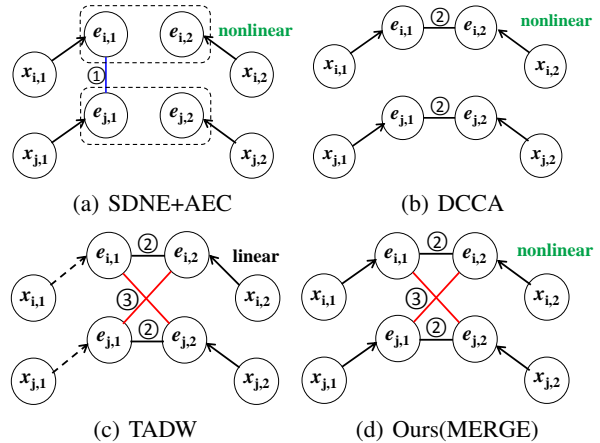 e_{i,1} e_{i,2} nonlinear
x_{i,1} x_{i,2}
①
e_{j,1} e_{j,2}
x_{j,1} x_{j,2}
(a) SDNE+AEC
nonlinear
e_{i,1} ② e_{i,2}
x_{i,1} x_{i,2}
e_{j,1} ② e_{j,2}
x_{j,1} x_{j,2}
(b) DCCA
e_{i,1} ② e_{i,2} linear
x_{i,1} x_{i,2}
③
e_{j,1} ② e_{j,2}
x_{j,1} x_{j,2}
(c) TADW
e_{i,1} ② e_{i,2} nonlinear
x_{i,1} x_{i,2}
③
e_{j,1} ② e_{j,2}
x_{j,1} x_{j,2}
(d) Ours(MERGE)